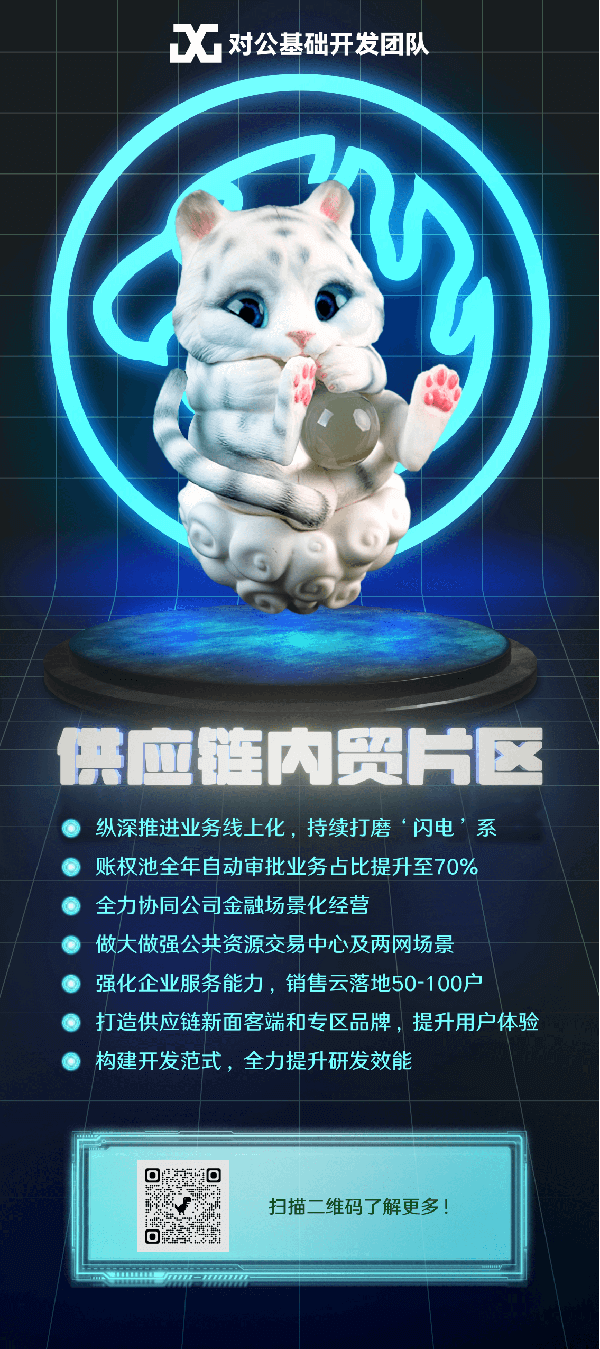 对公基础开发团队
供应链内贸片区
纵深推进业务线上化，持续打磨‘闪电’系
账权池全年自动审批业务占比提升至70%
全力协同公司金融场景化经营
做大做强公共资源交易中心及两网场景
强化企业服务能力，销售云落地50-100户
打造供应链新面客端和专区品牌，提升用户体验
构建开发范式，全力提升研发效能
扫描二维码了解更多！